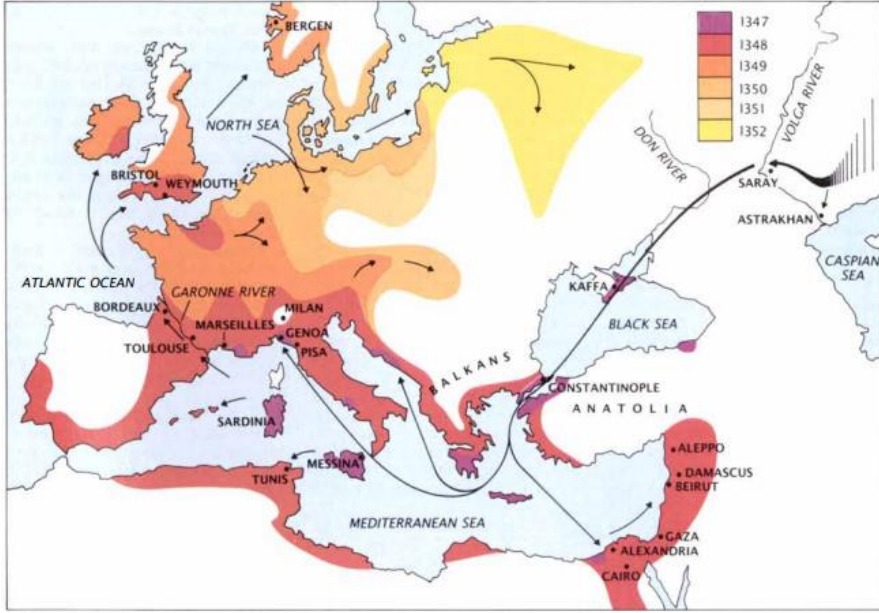 BERGEN
1347
1348
1349
1350
1351
1352
NORTH SEA
VOLGA RIVER
DON RIVER
BRISTOL
WEYMOUTH
SARAY
ASTRAKHAN
CASPIAN
SEA
ATLANTIC OCEAN
GARONNE RIVER
KAFFA
BORDEAUX
MILAN
BLACK SEA
MARSEILLLES
GENOA
TOULOUSE
PISA
BALKANS
CONSTANTINOPLE
ANATOLIA
SARDINIA
ALEPPO
MESSINA
DAMASCUS
TUNIS
BEIRUT
MEDITERRANEAN SEA
GAZA
ALEXANDRIA
CAIRO